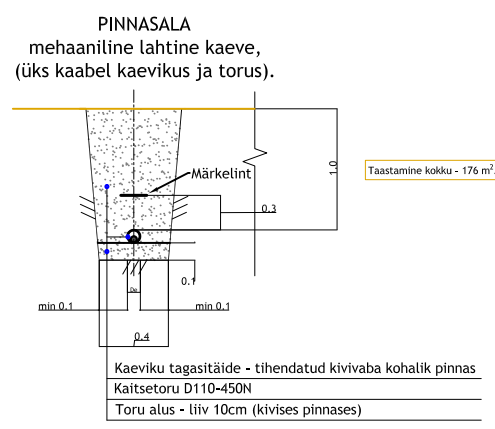 PINNASALA
mehaaniline lahtine kaeve,
(üks kaabel kaevikus ja torus).
Märkelint
1.0
Taastamine kokku - 176 m².
0.3
0.1
De
min 0.1
min 0.1
0.4
Kaeviku tagasitäide - tihendatud kivivaba kohalik pinnas
Kaitsetoru D110-450N
Toru alus - liiv 10cm (kivises pinnases)